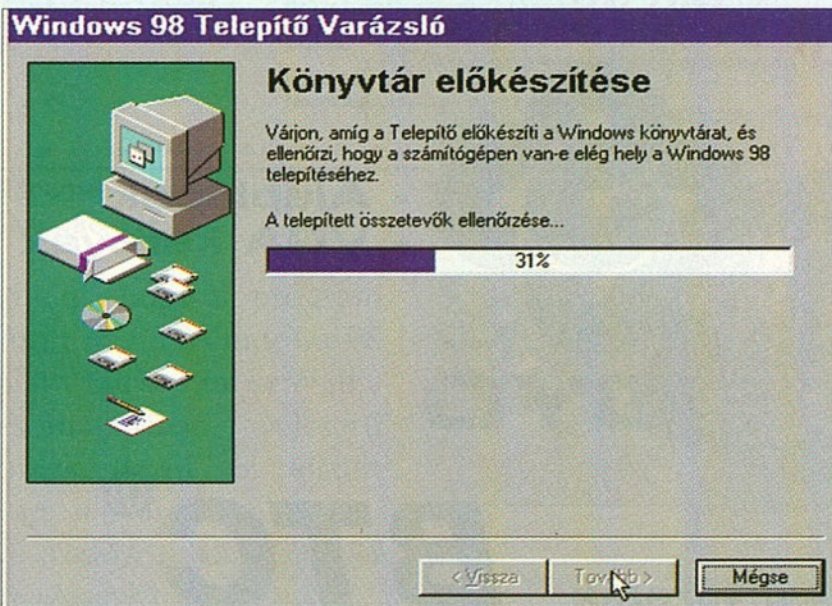 Windows 98 Telepítő Varázsló
Könyvtár előkészítése
Várjon, amíg a Telepítő előkészíti a Windows könyvtárat, és
ellenőrzi, hogy a számítógépen van-e elég hely a Windows 98
telepítéséhez.
A telepített összetevők ellenőrzése...
31%
< Vissza
Tovább >
Mégse